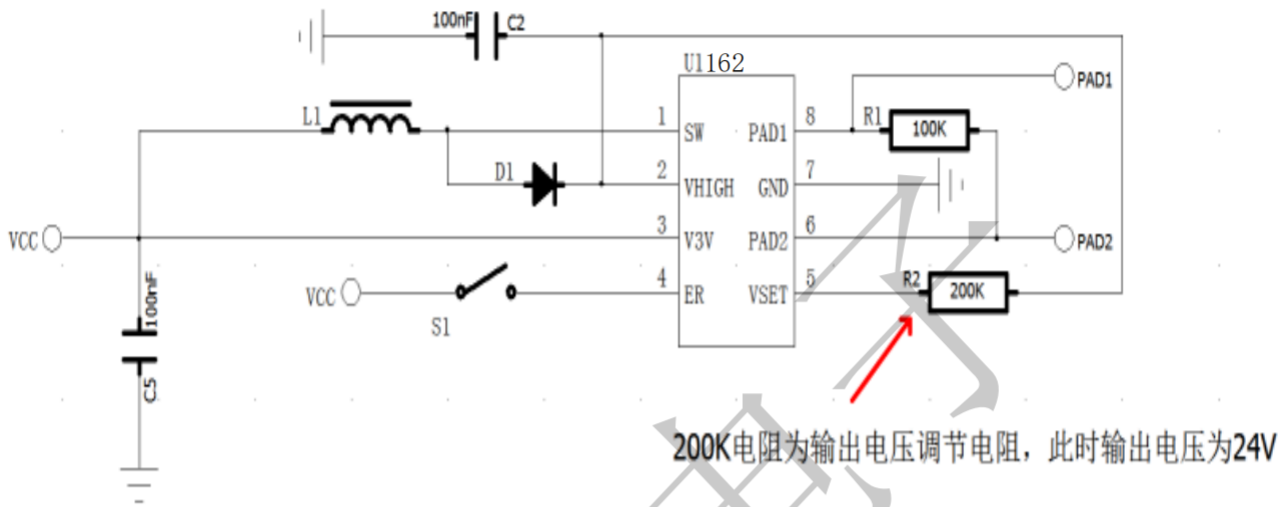 100nF C2
U1162
L1
1 SW PAD1 8 R1 100K PAD1
D1 2 VHIGH GND 7
VCC 3 V3V PAD2 6 PAD2
VCC S1 4 ER VSET 5 R2 200K
100nF
C5
200K电阻为输出电压调节电阻，此时输出电压为24V